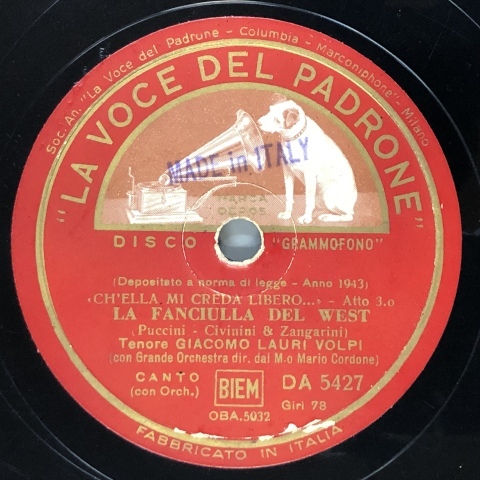 Soc. An. "La Voce del Padrone - Columbia - Marconiphone" - Milano
"LA VOCE DEL PADRONE"
MADE in ITALY
DISCO "GRAMMOFONO"
(Depositato a norma di legge - Anno 1943)
«CH'ELLA MI CREDA LIBERO...» - Atto 3.o
LA FANCIULLA DEL WEST
(Puccini - Civinini & Zangarini)
Tenore GIACOMO LAURI VOLPI
(con Grande Orchestra dir. dal M.o Mario Cordone)
CANTO BIEM DA 5427
(con Orch.) OBA.5032 Giri 78
FABBRICATO IN ITALIA